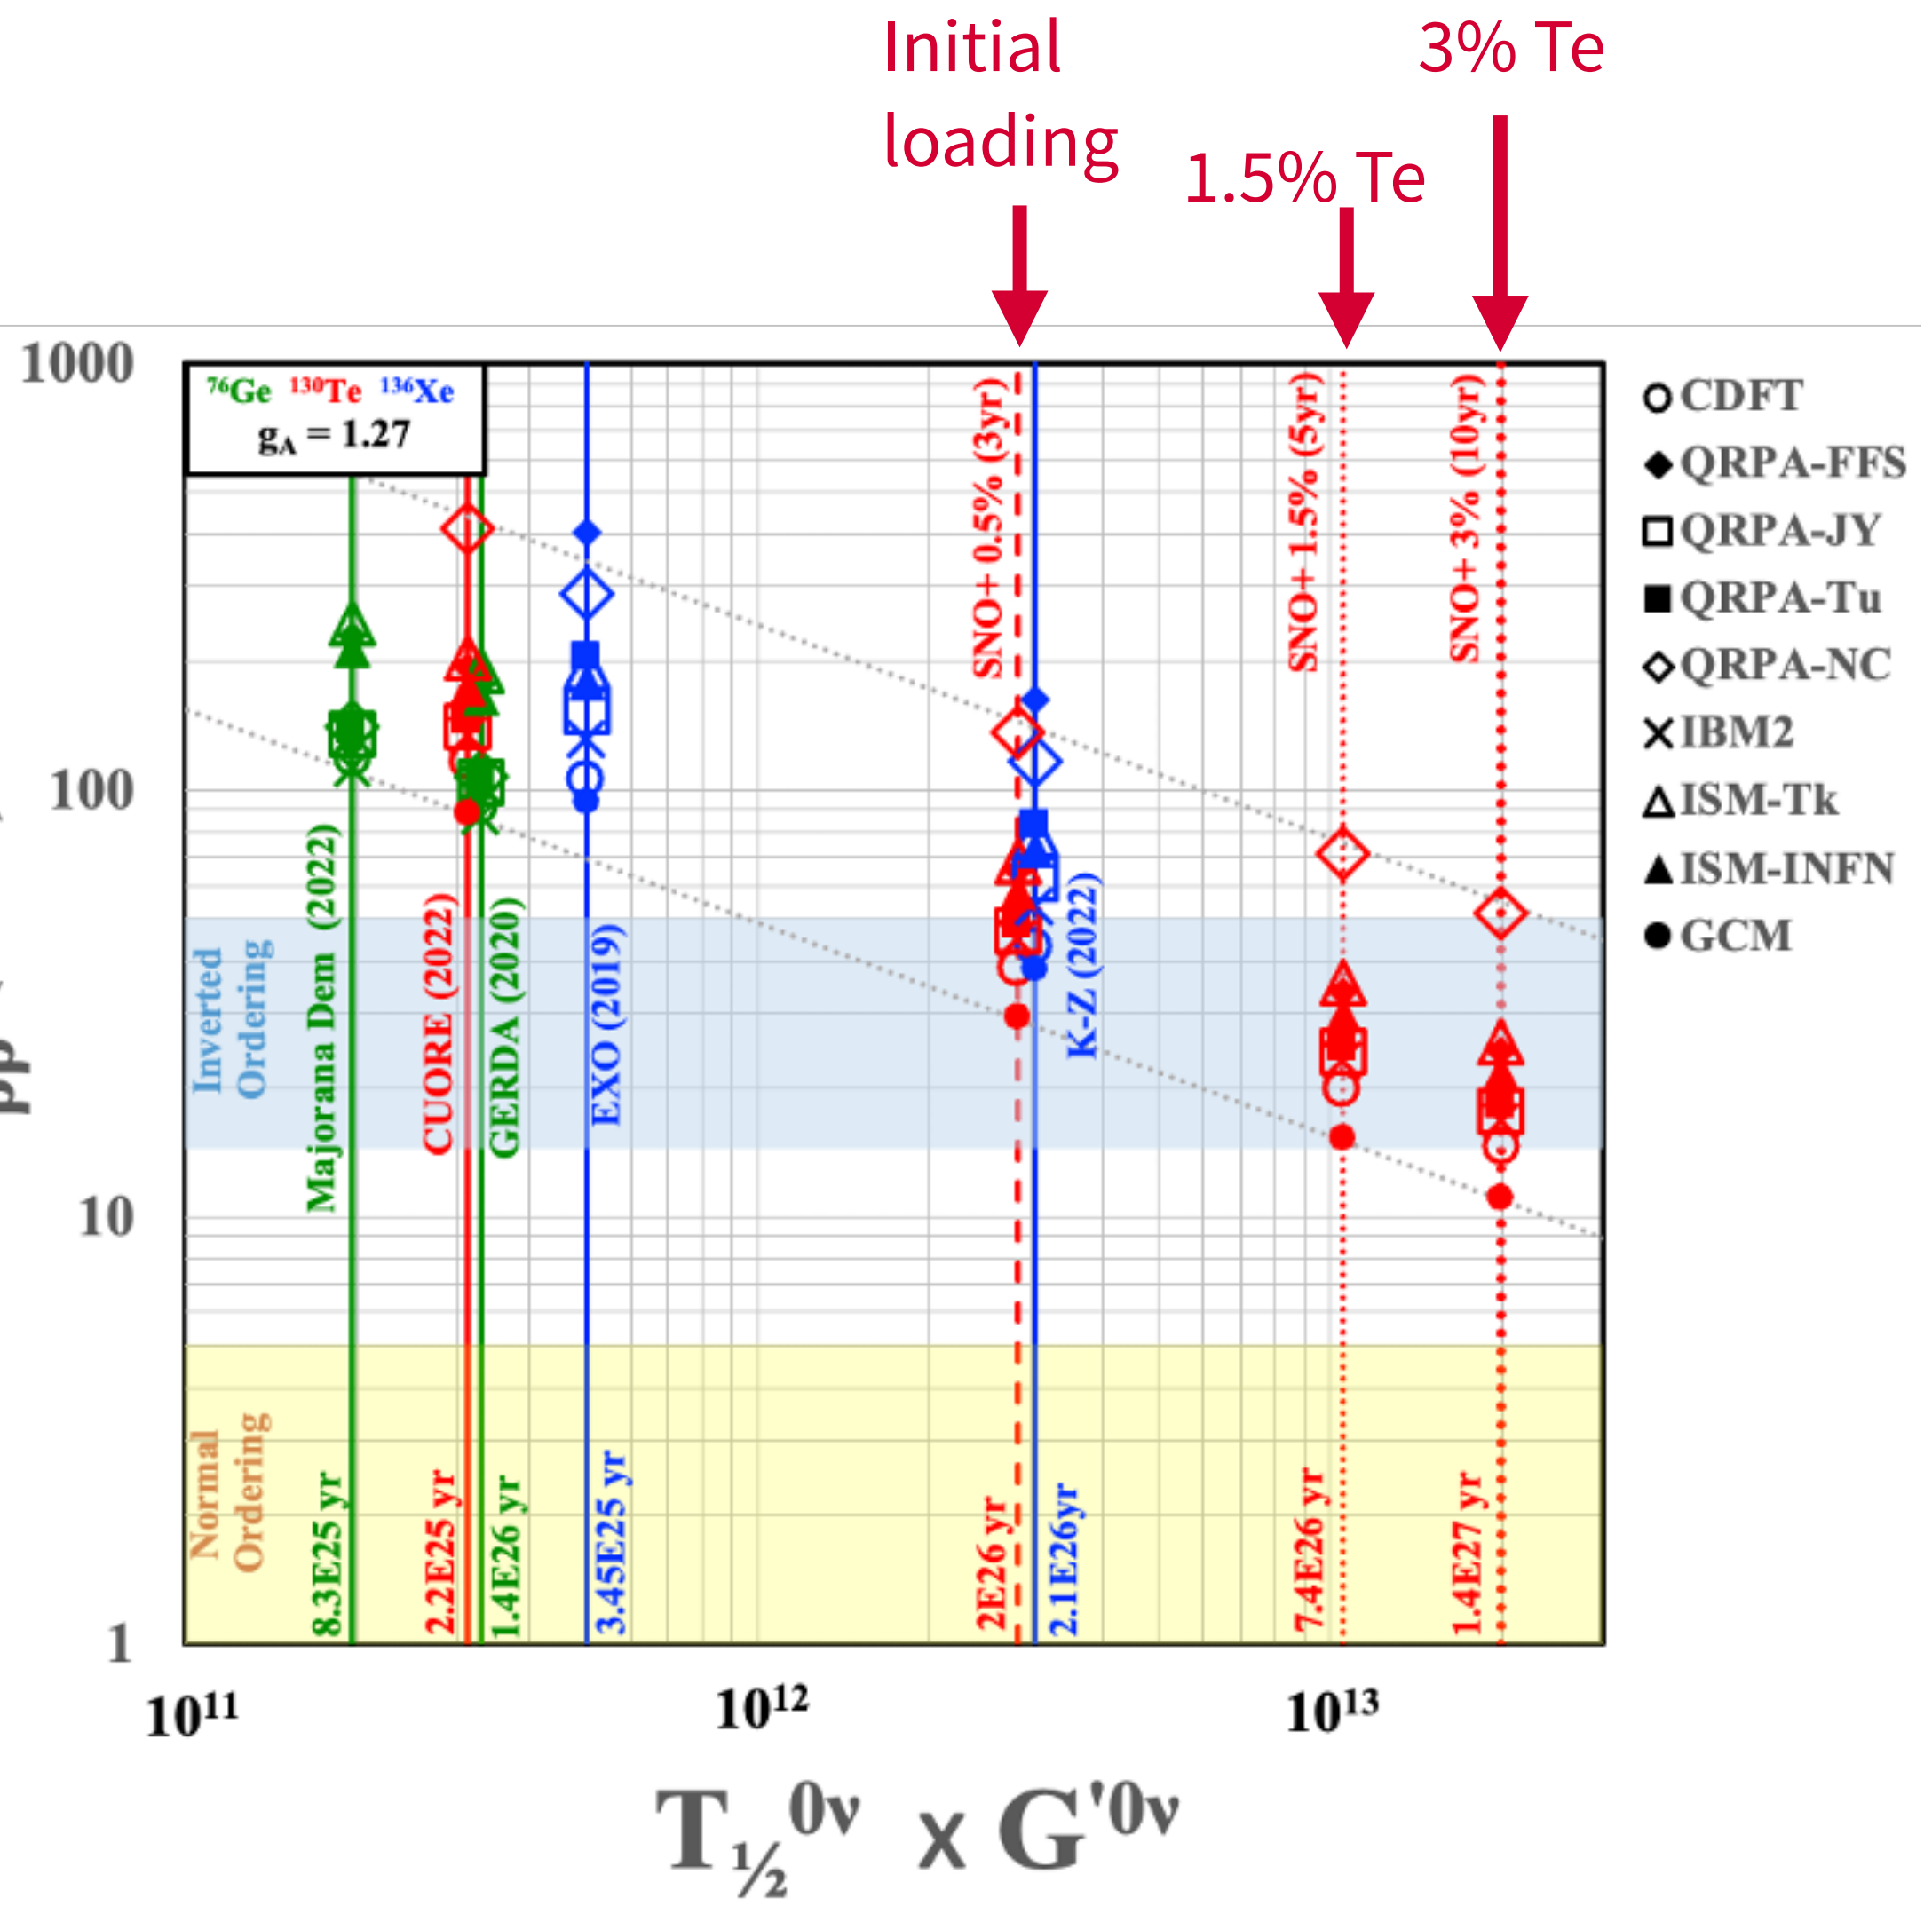 Initial
loading
1.5% Te
3% Te
1000
100
10
1
⁷⁶Ge ¹³⁰Te ¹³⁶Xe
g_A = 1.27
Majorana Dem (2022)
CUORE (2022)
GERDA (2020)
EXO (2019)
SNO+ 0.5% (3yr)
K-Z (2022)
SNO+ 1.5% (5yr)
SNO+ 3% (10yr)
Inverted
Ordering
Normal
Ordering
8.3E25 yr
2.2E25 yr
1.4E26 yr
3.45E25 yr
2E26 yr
2.1E26yr
7.4E26 yr
1.4E27 yr
CDFT
QRPA-FFS
QRPA-JY
QRPA-Tu
QRPA-NC
IBM2
ISM-Tk
ISM-INFN
GCM
10¹¹ 10¹² 10¹³
T½⁰ᵛ x G'⁰ᵛ